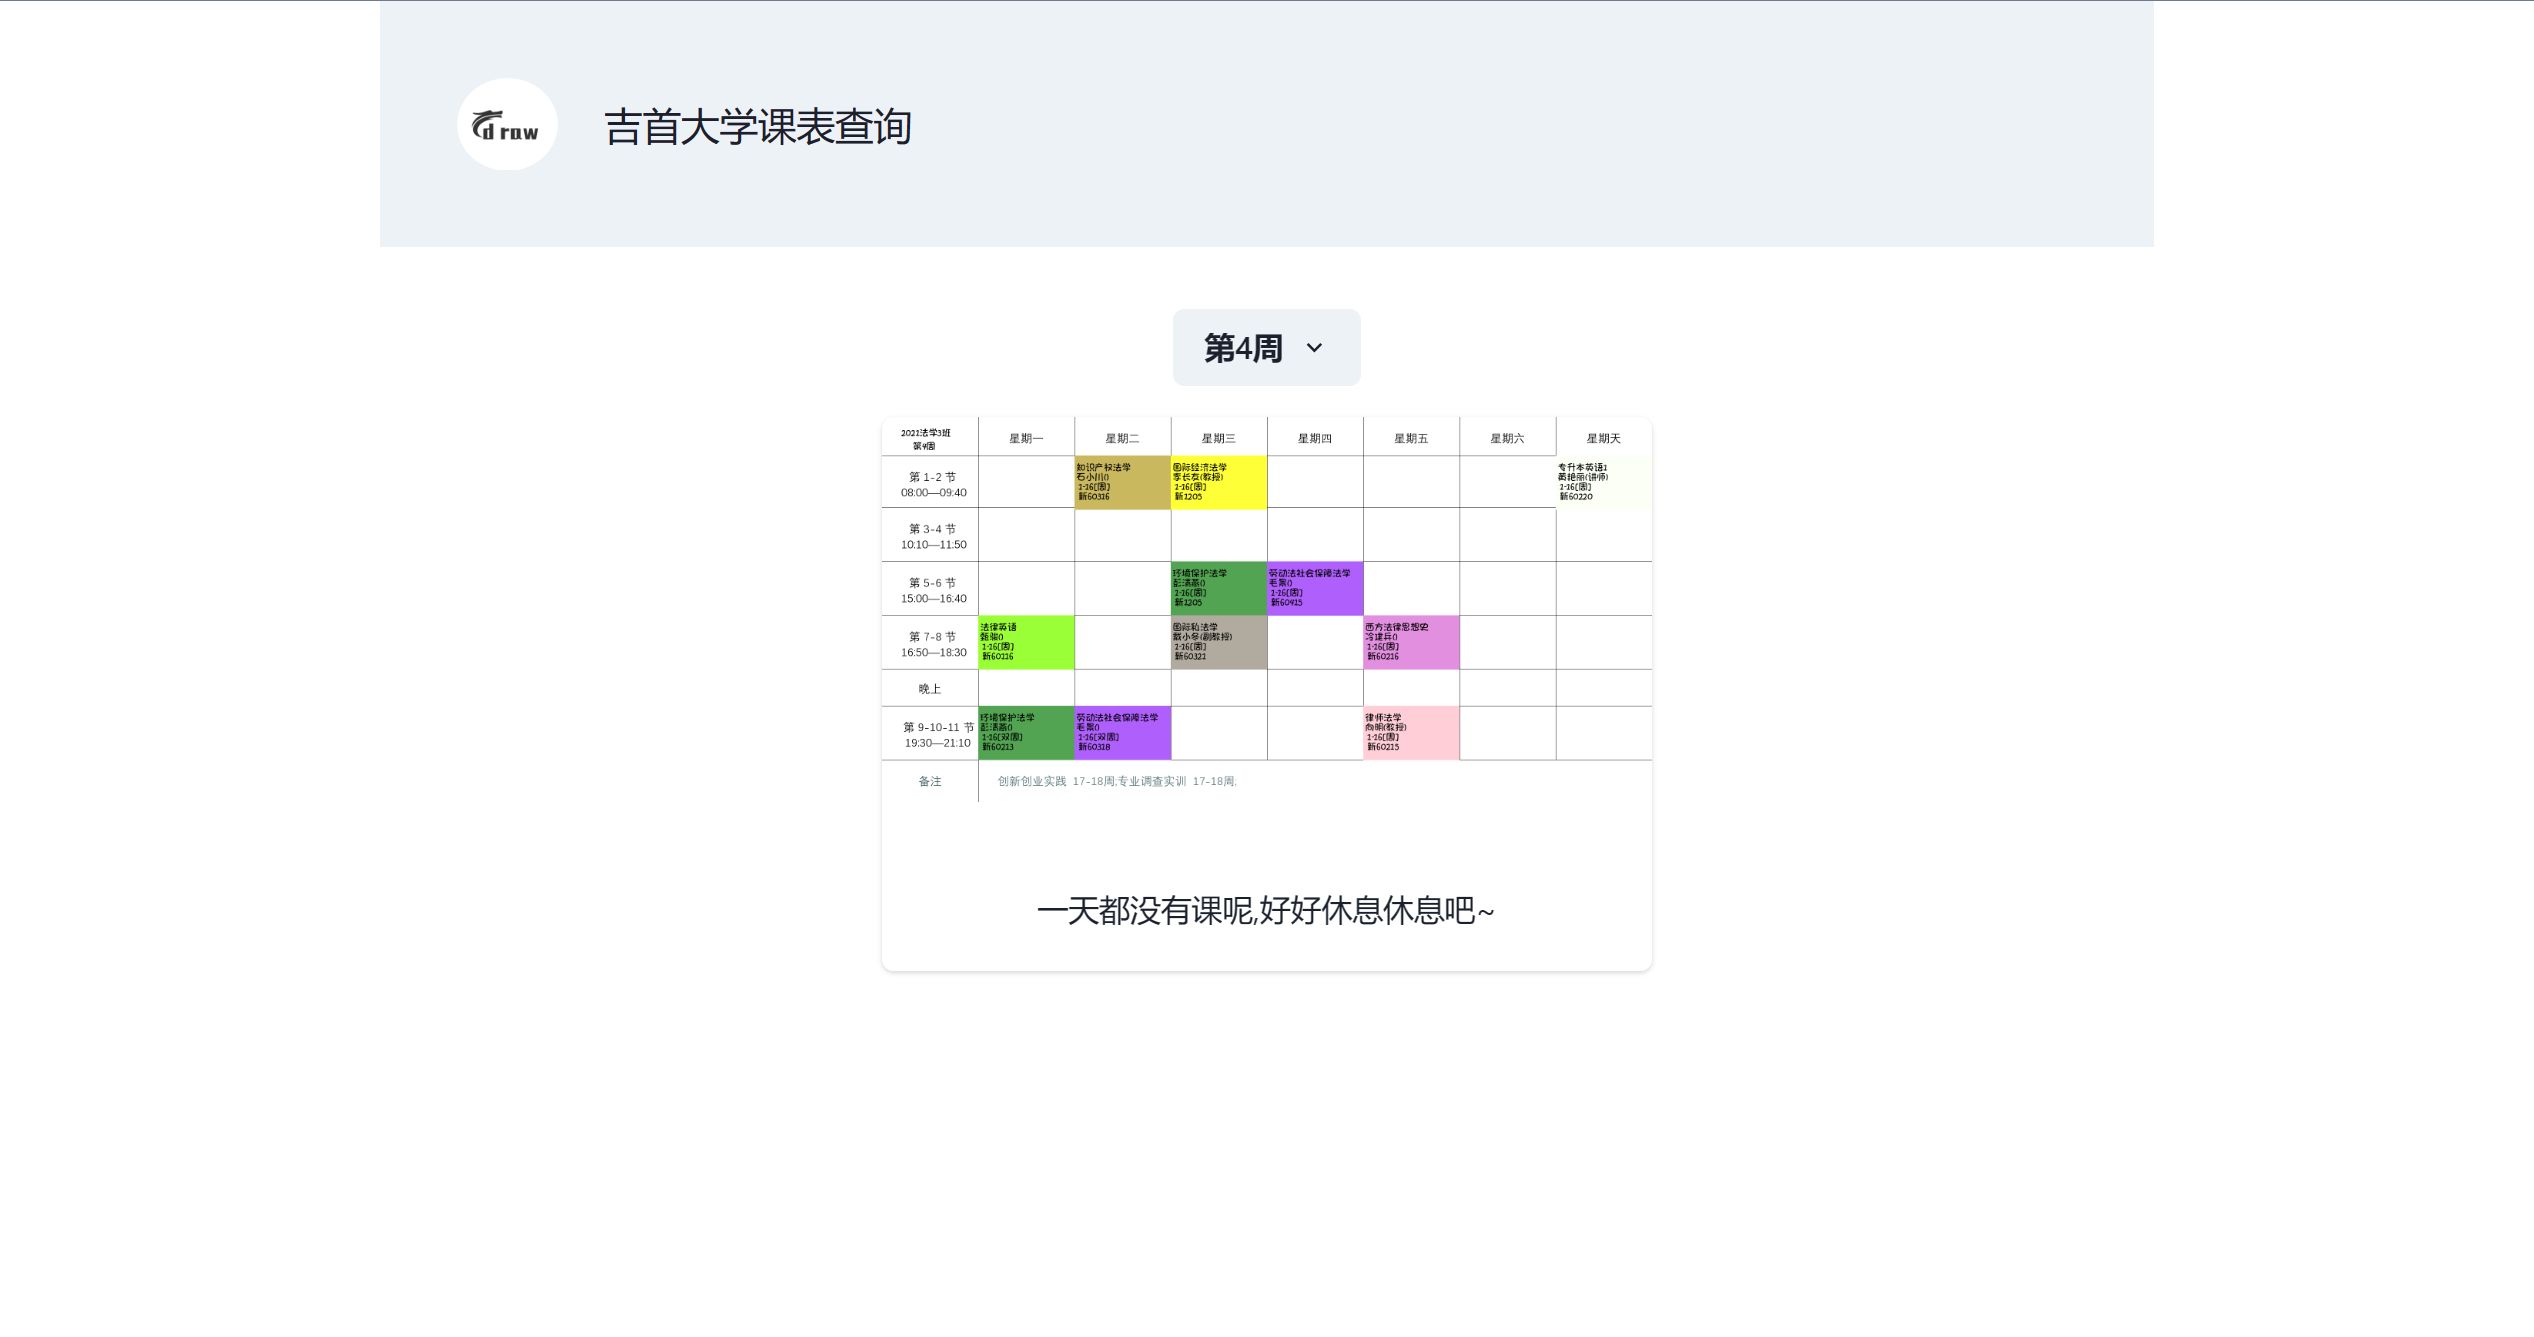 draw
吉首大学课表查询
第4周
2021法学3班
第4周
星期一
星期二
星期三
星期四
星期五
星期六
星期天
第 1-2 节
08:00—09:40
知识产权法学
石小川()
1-16[周]
新60316
国际经济法学
李长友(教授)
1-16[周]
新1205
专升本英语1
黄艳丽(讲师)
1-16[周]
新60220
第 3-4 节
10:10—11:50
第 5-6 节
15:00—16:40
环境保护法学
彭清燕()
1-16[周]
新1205
劳动法社会保障法学
1-16[周]
新60415
第 7-8 节
16:50—18:30
法律英语
甄骏()
1-16[周]
新60116
国际私法学
戴小冬(副教授)
1-16[周]
新60321
西方法律思想史
冷建兵()
1-16[周]
新60216
晚上
第 9-10-11 节
19:30—21:10
环境保护法学
彭清燕()
1-16[双周]
新60213
劳动法社会保障法学
1-16[双周]
新60318
律师法学
向明(教授)
1-16[周]
新60215
备注
创新创业实践 17-18周;专业调查实训 17-18周;
一天都没有课呢,好好休息休息吧~